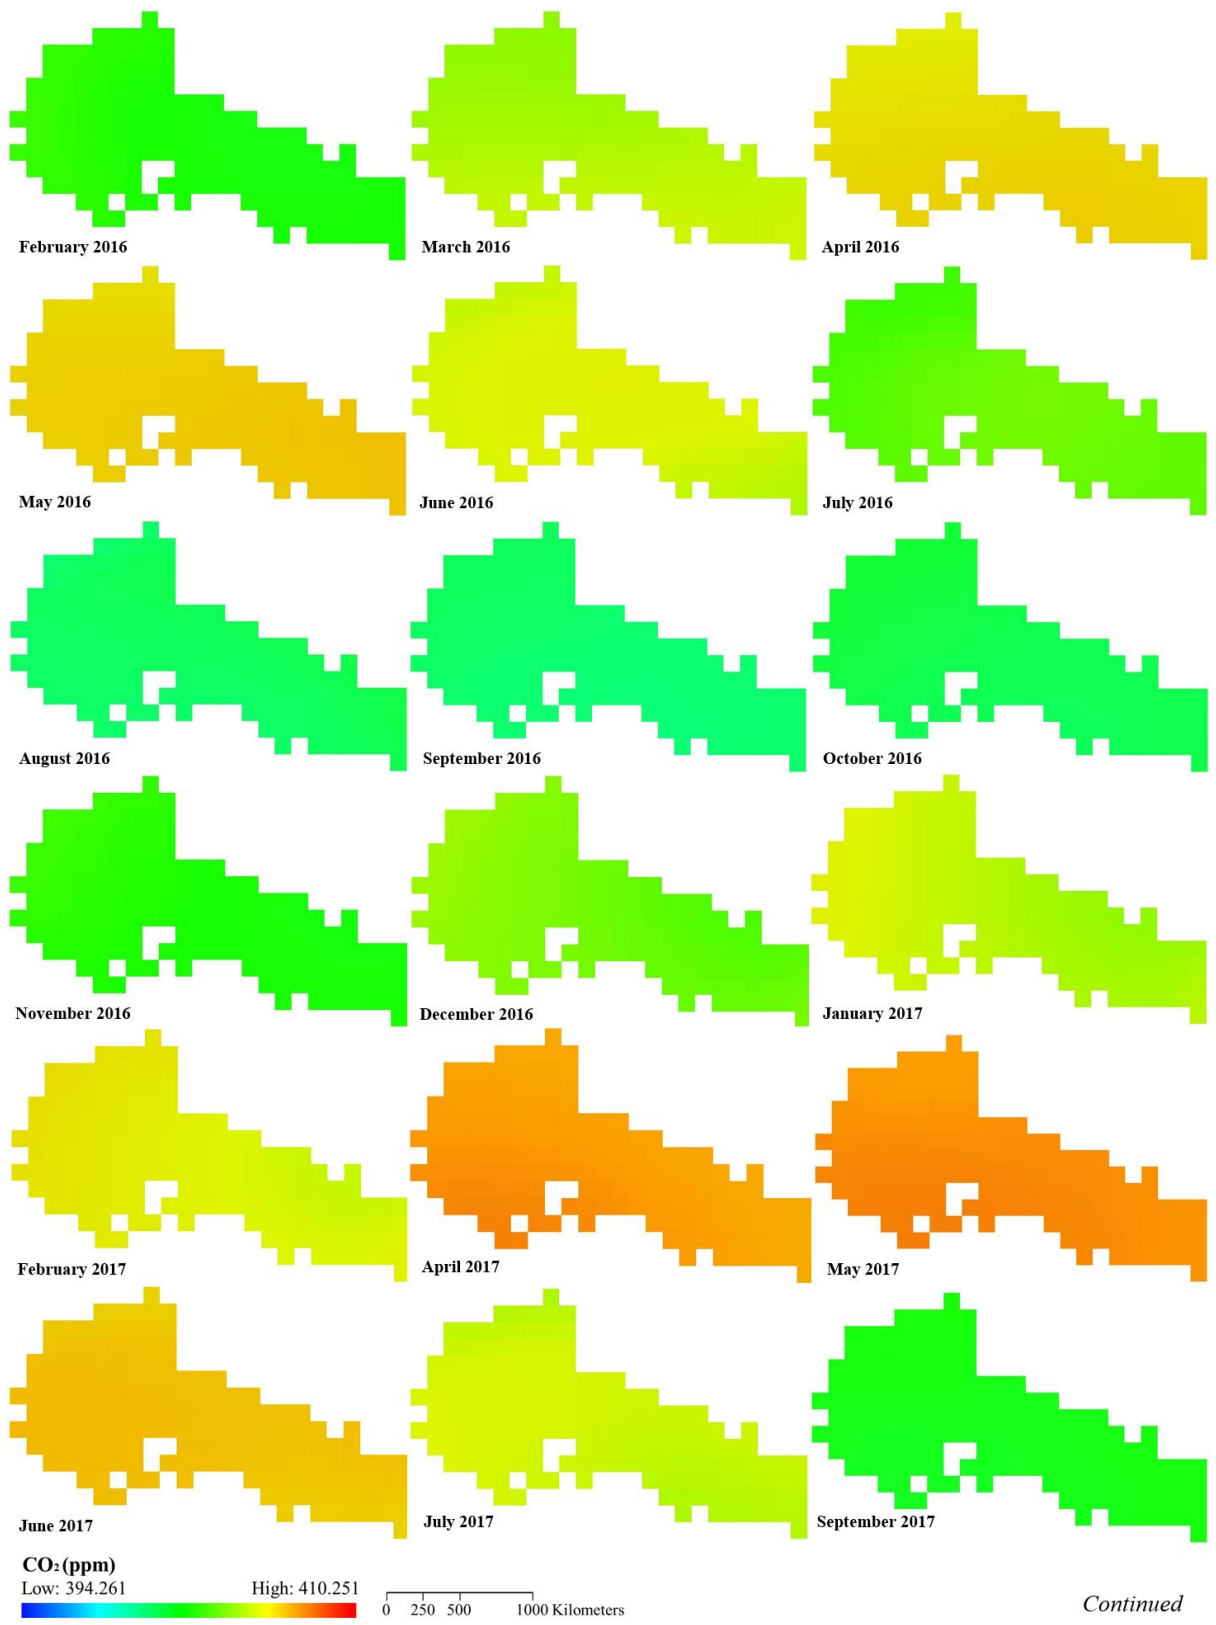 February 2016
March 2016
April 2016
May 2016
June 2016
July 2016
August 2016
September 2016
October 2016
November 2016
December 2016
January 2017
February 2017
April 2017
May 2017
June 2017
July 2017
September 2017
CO₂ (ppm)
Low: 394.261 High: 410.251
0 250 500 1000 Kilometers
Continued